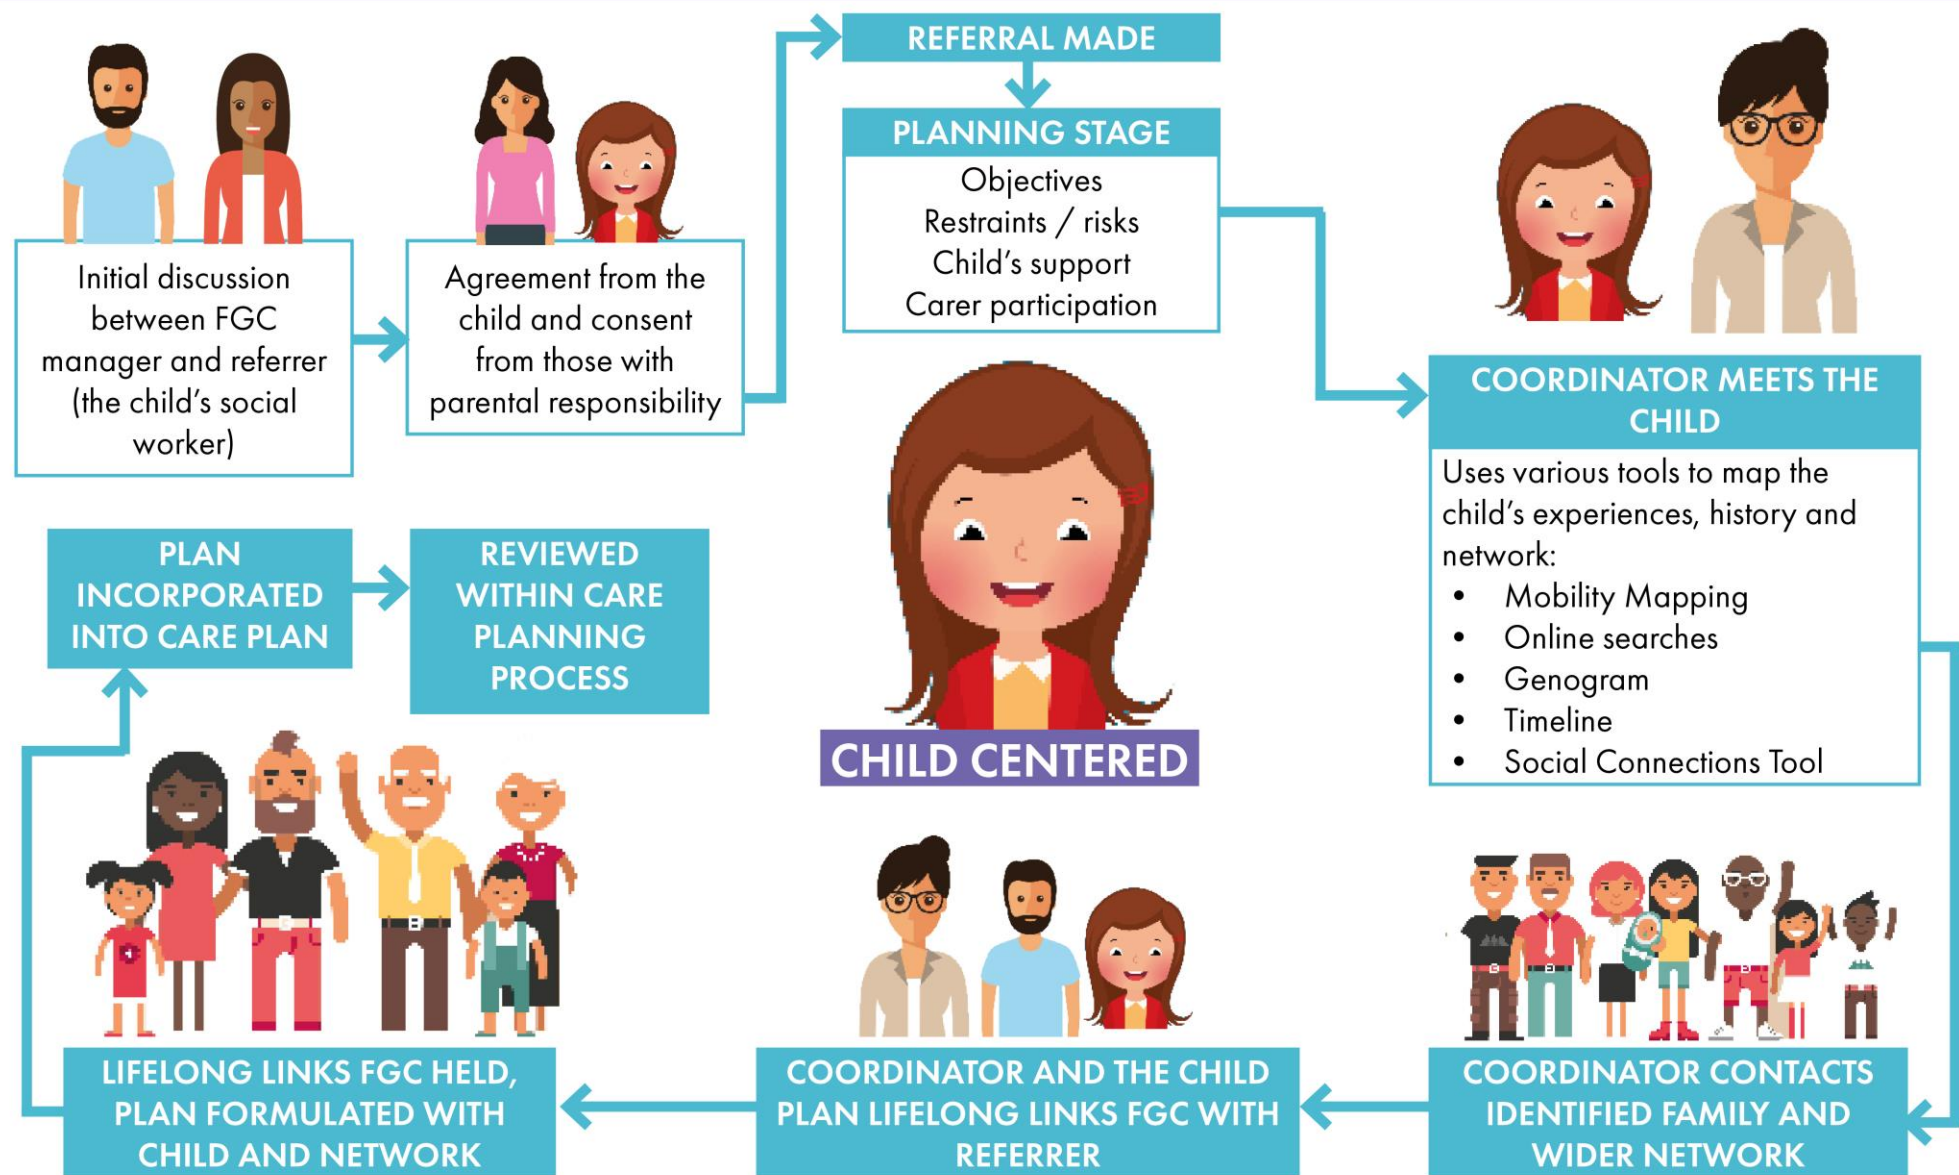 Initial discussion
between FGC
manager and referrer
(the child's social
worker)
Agreement from the
child and consent
from those with
parental responsibility
REFERRAL MADE
PLANNING STAGE
Objectives
Restraints / risks
Child's support
Carer participation
COORDINATOR MEETS THE
CHILD
Uses various tools to map the
child's experiences, history and
network:
• Mobility Mapping
• Online searches
• Genogram
• Timeline
• Social Connections Tool
COORDINATOR CONTACTS
IDENTIFIED FAMILY AND
WIDER NETWORK
COORDINATOR AND THE CHILD
PLAN LIFELONG LINKS FGC WITH
REFERRER
LIFELONG LINKS FGC HELD,
PLAN FORMULATED WITH
CHILD AND NETWORK
PLAN
INCORPORATED
INTO CARE PLAN
REVIEWED
WITHIN CARE
PLANNING
PROCESS
CHILD CENTERED